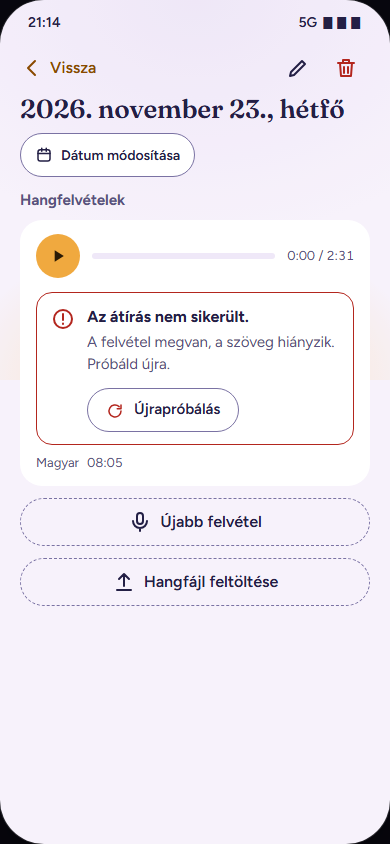 21:14
5G
Vissza
2026. november 23., hétfő
Dátum módosítása
Hangfelvételek
0:00 / 2:31
Az átírás nem sikerült.
A felvétel megvan, a szöveg hiányzik.
Próbáld újra.
Újrapróbálás
Magyar 08:05
Újabb felvétel
Hangfájl feltöltése